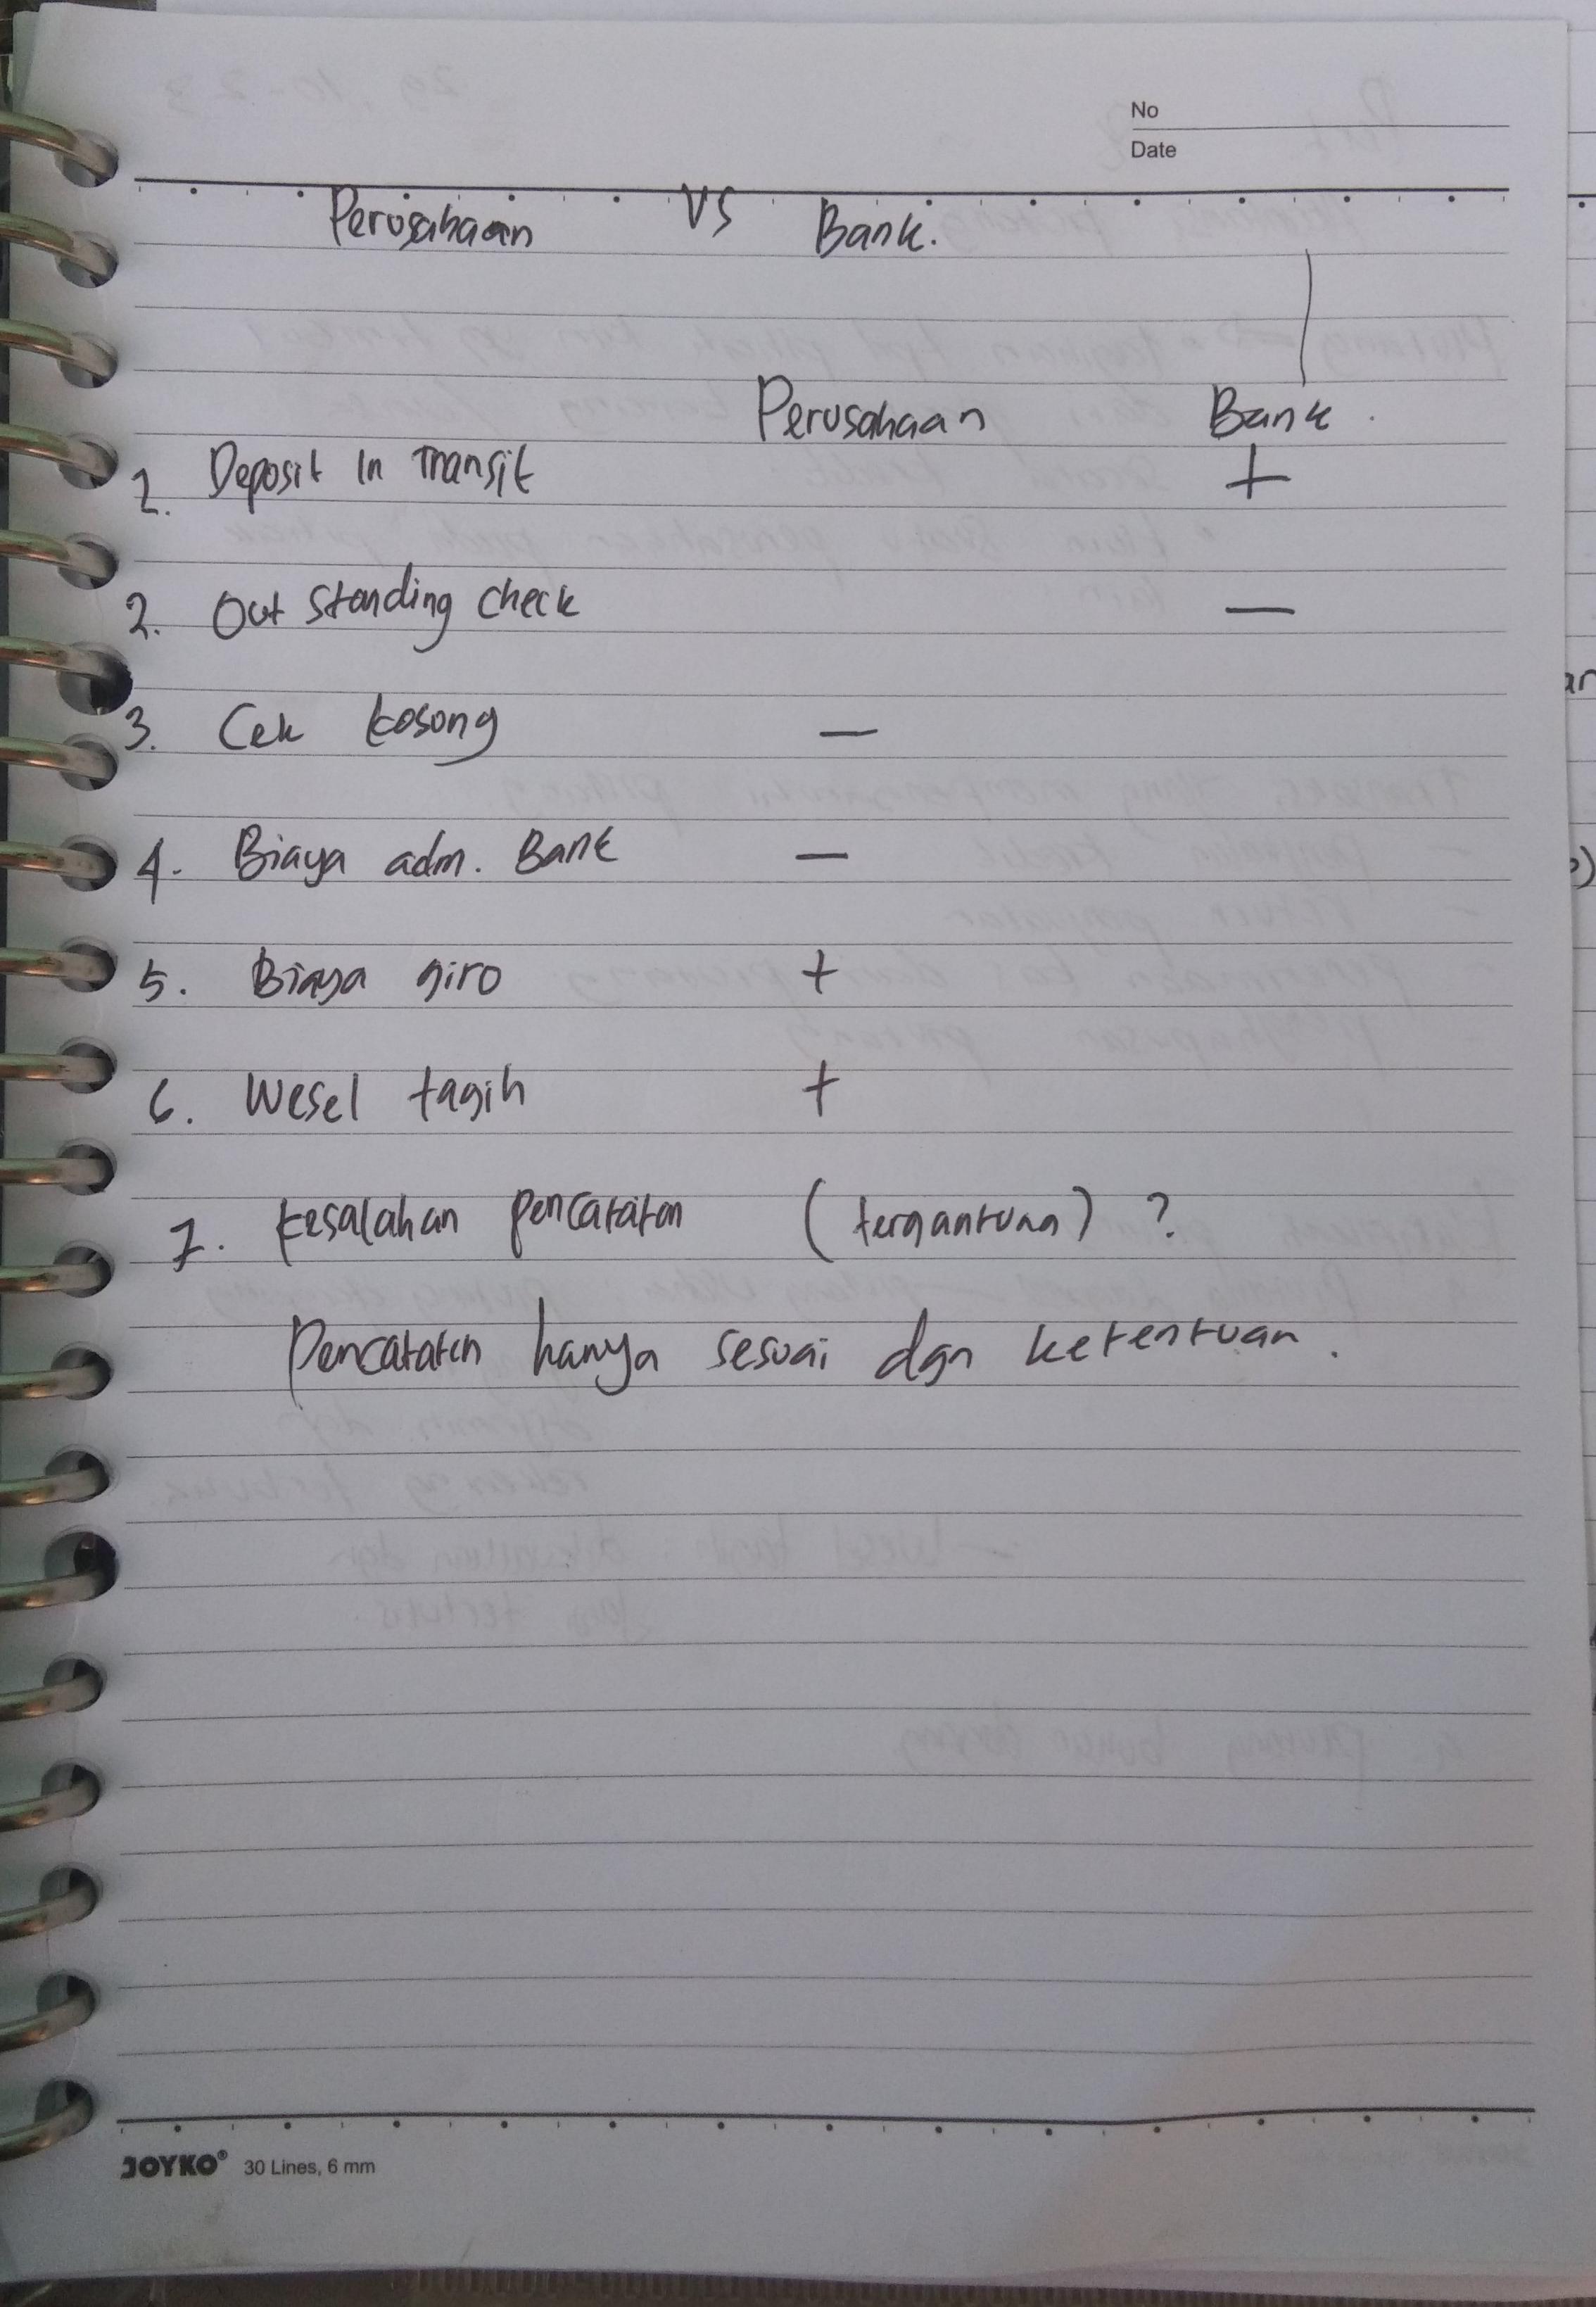 No
Date
Perusahaan VS Bank.
Perusahaan Bank.
1. Deposit In Transit +
2. Out Standing check —
3. Cek kosong —
4. Biaya adm. Bank —
5. Biaya giro +
6. Wesel tagih +
7. kesalahan pencatatan (tergantung) ?
Pencatatan hanya sesuai dgn ketentuan.
JOYKO® 30 Lines, 6 mm